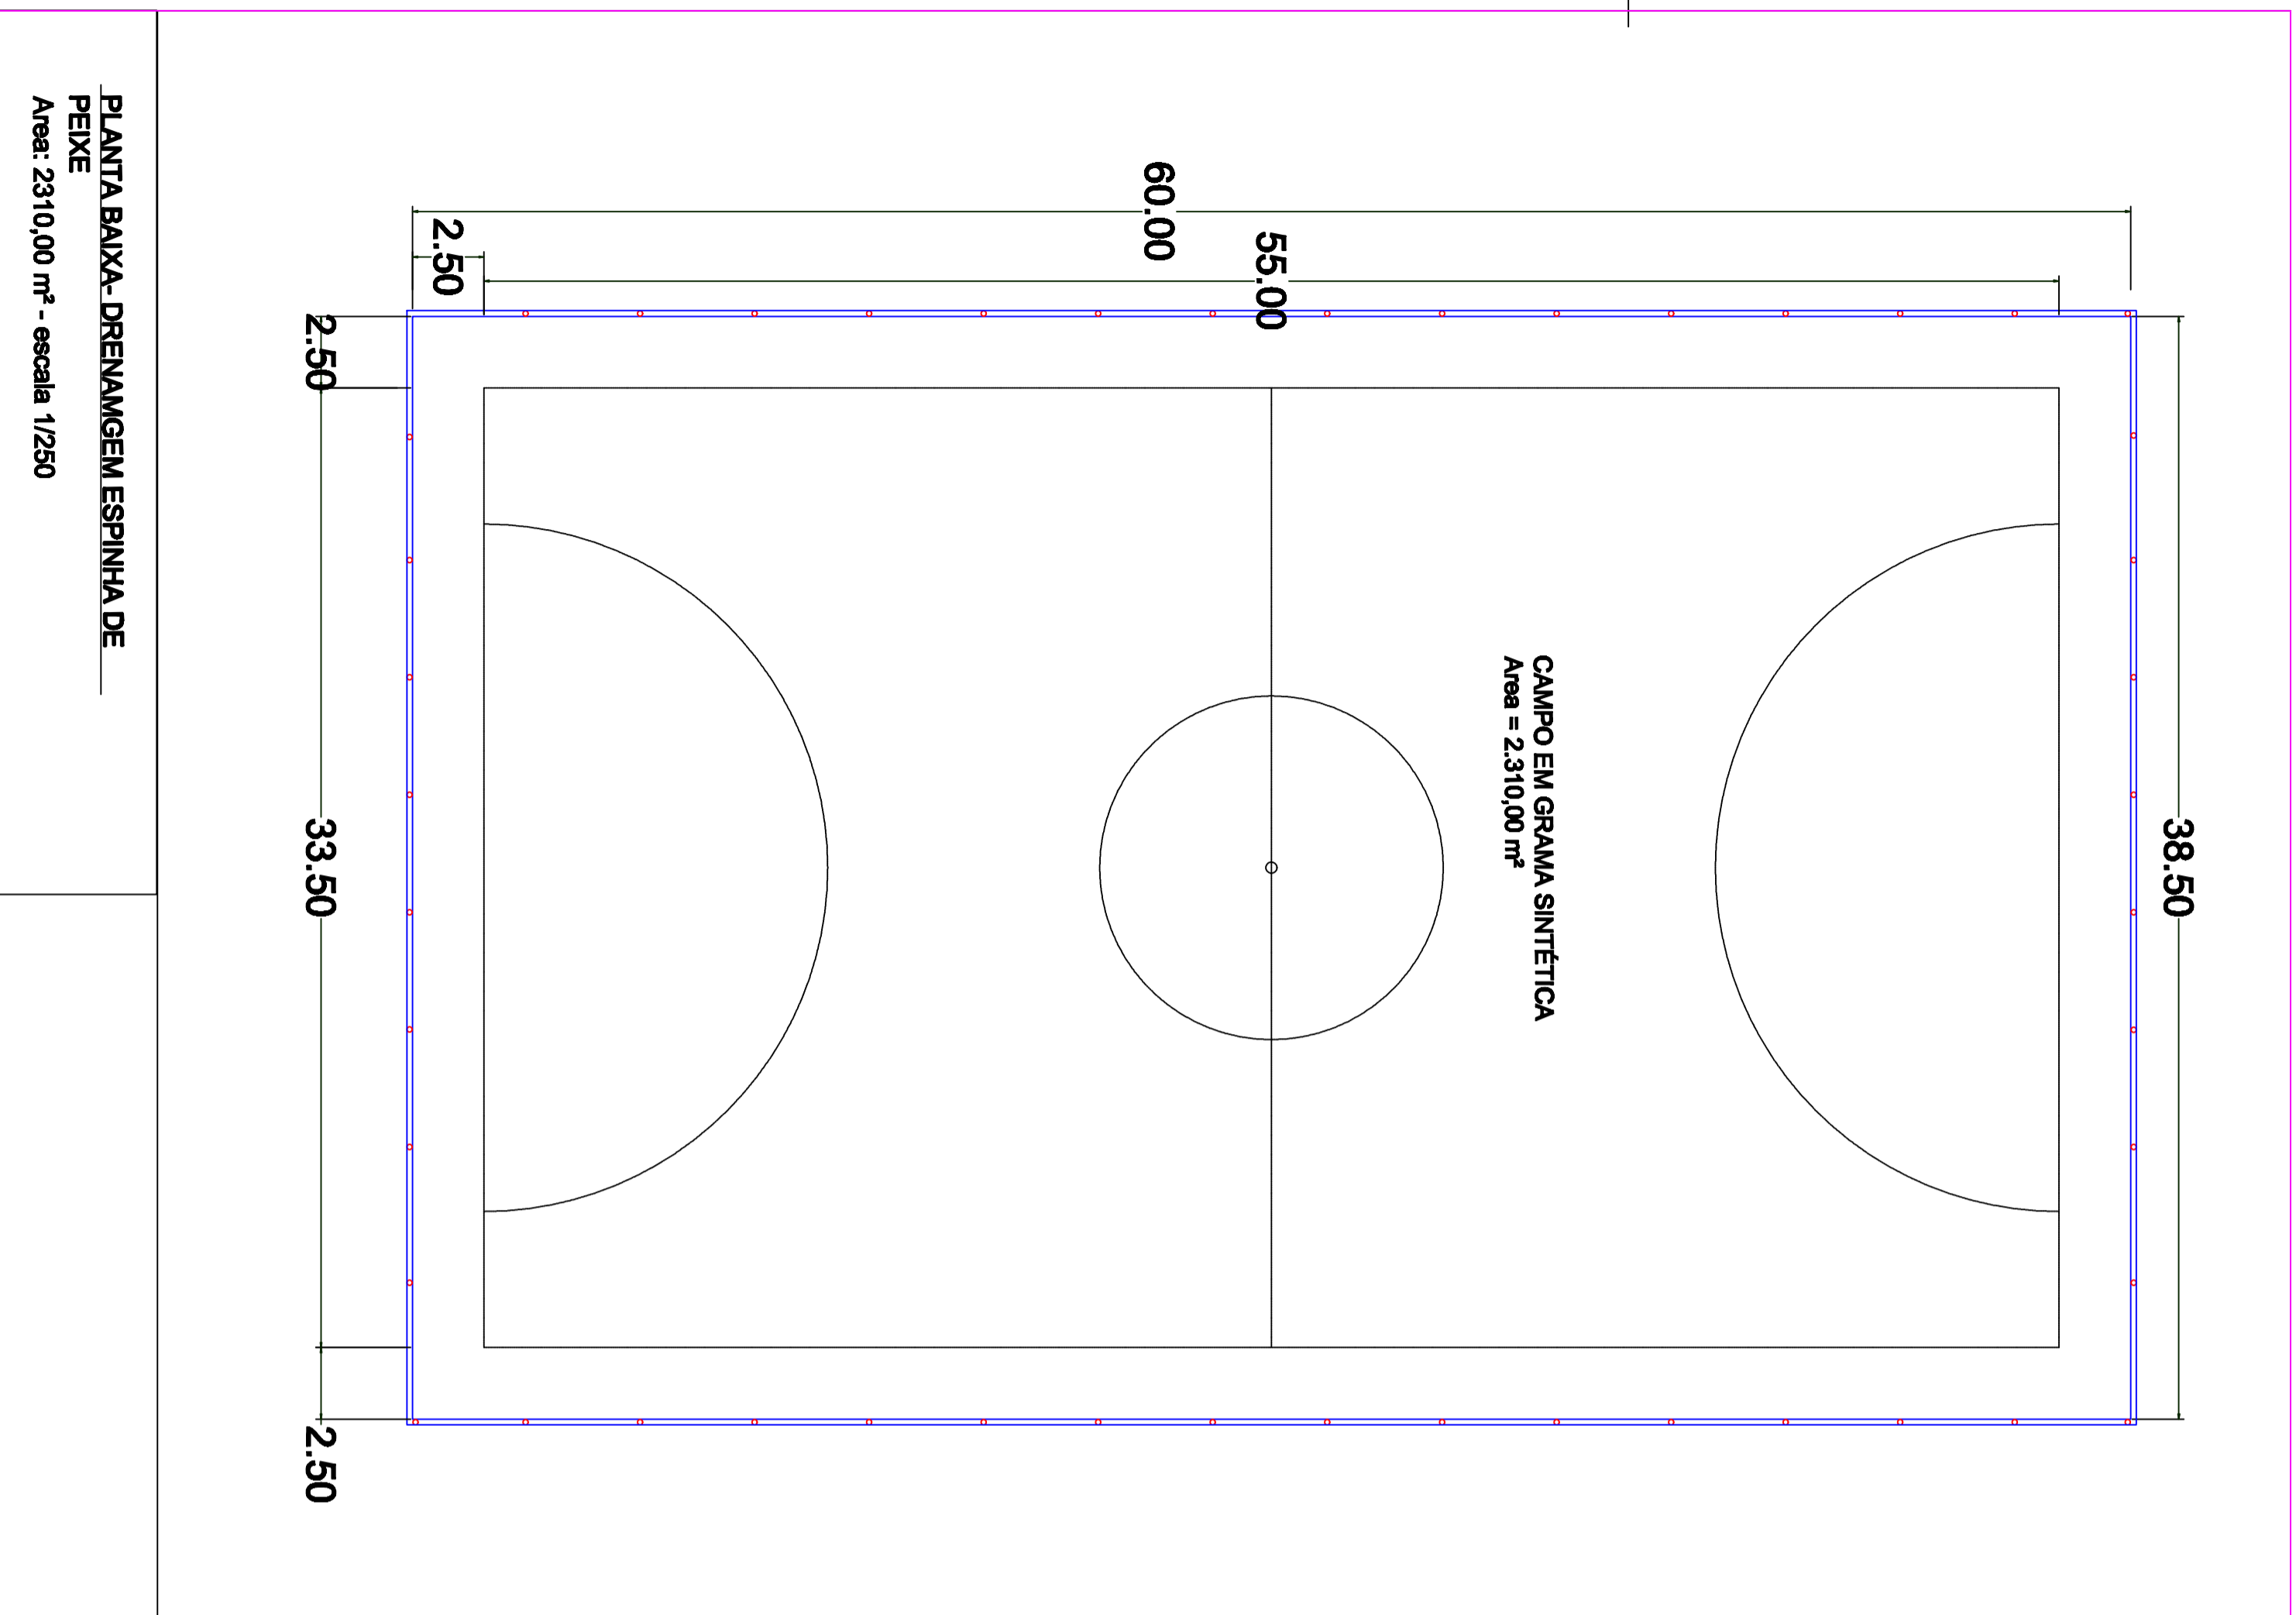 60.00
55.00
2.50
2.50
33.50
2.50
38.50
CAMPO EM GRAMA SINTÉTICA
Area = 2.310,00 m²
PLANTA BAIXA- DRENAMGEM ESPINHA DE
PEIXE
Area: 2310,00 m² - escala 1/250